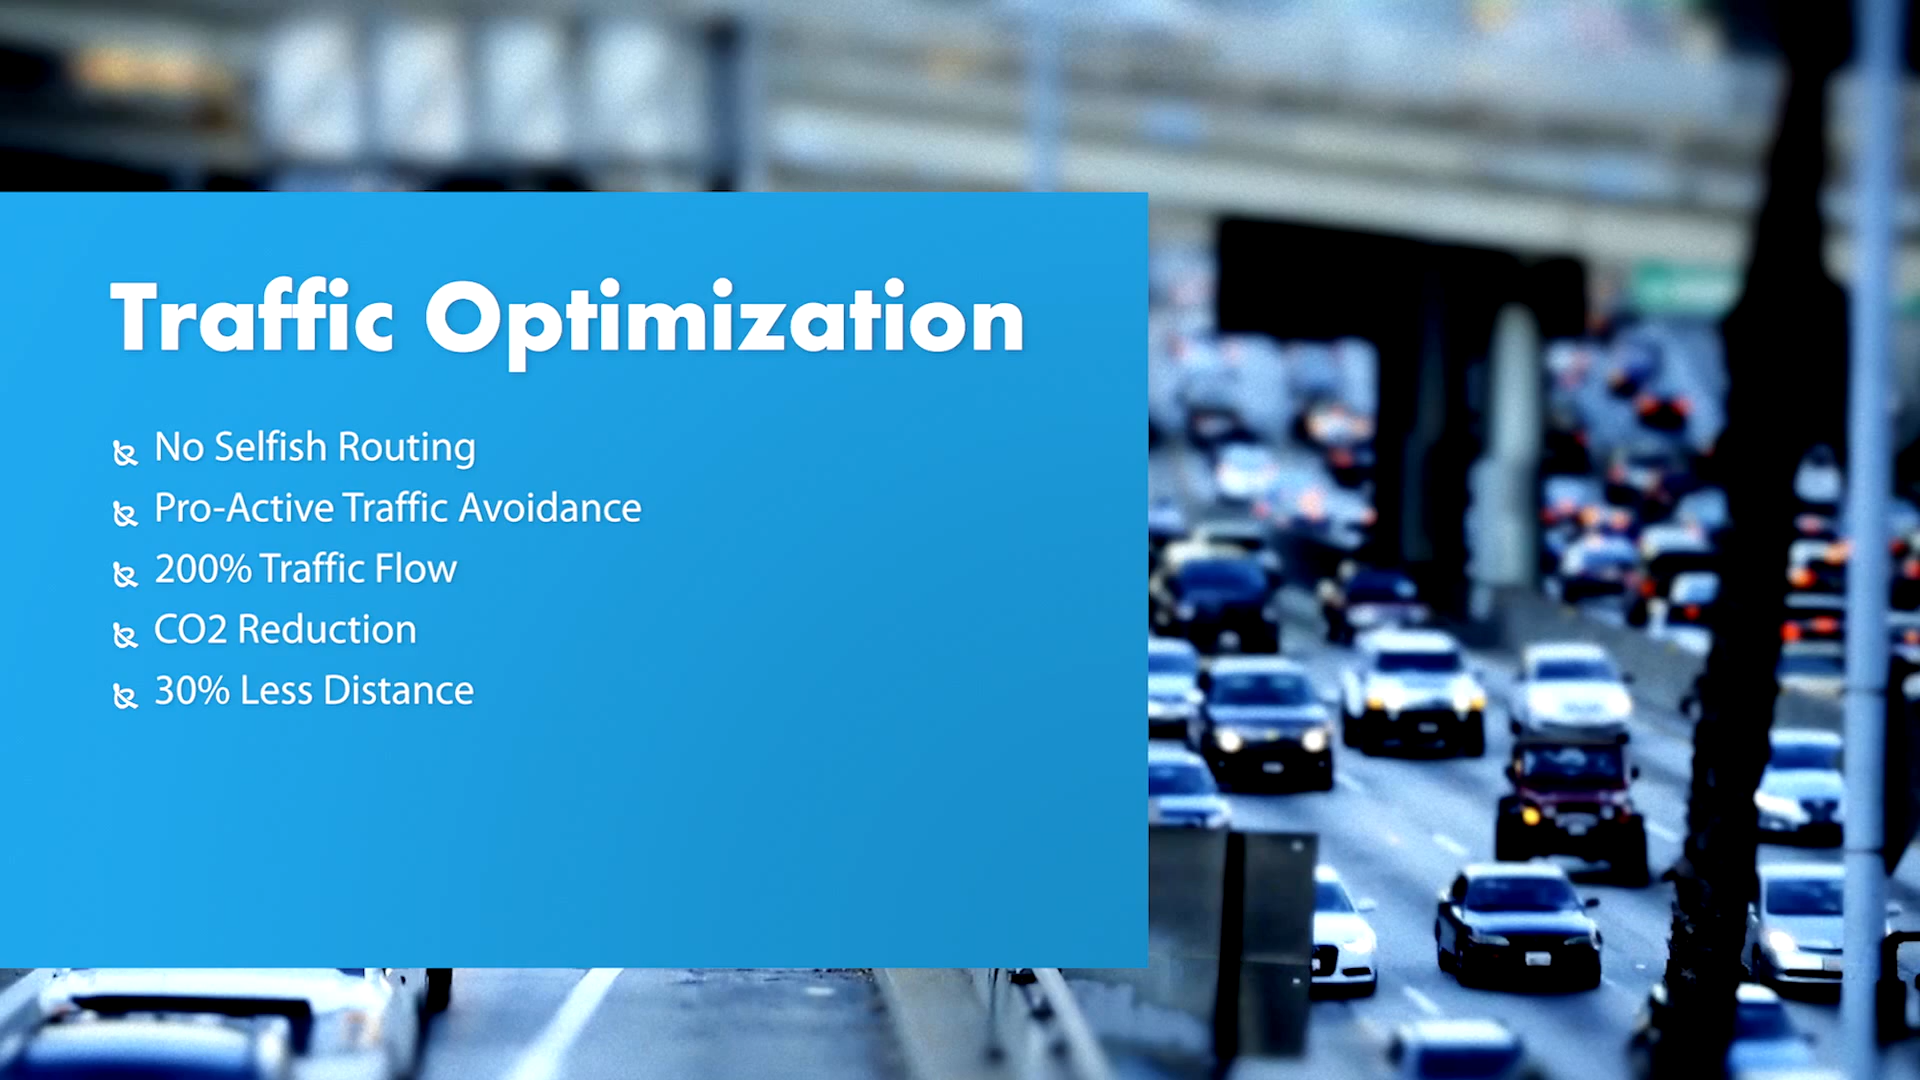 Traffic Optimization
No Selfish Routing
Pro-Active Traffic Avoidance
200% Traffic Flow
CO2 Reduction
30% Less Distance